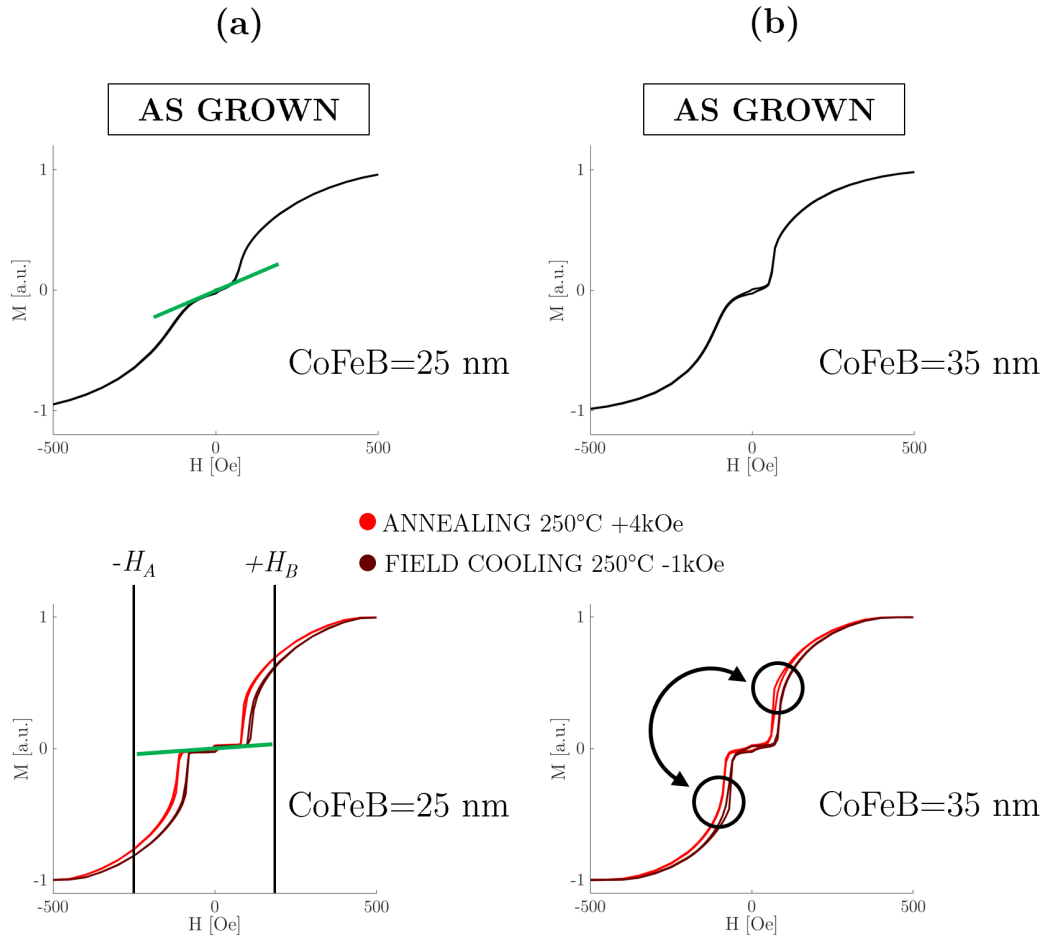 (a)
AS GROWN
1
M [a.u.]
0
-1
-500
0
500
H [Oe]
CoFeB=25 nm
(b)
AS GROWN
1
M [a.u.]
0
-1
-500
0
500
H [Oe]
CoFeB=35 nm
ANNEALING 250°C +4kOe
FIELD COOLING 250°C -1kOe
-H_A
+H_B
1
M [a.u.]
0
-1
-500
0
500
H [Oe]
CoFeB=25 nm
1
M [a.u.]
0
-1
-500
0
500
H [Oe]
CoFeB=35 nm